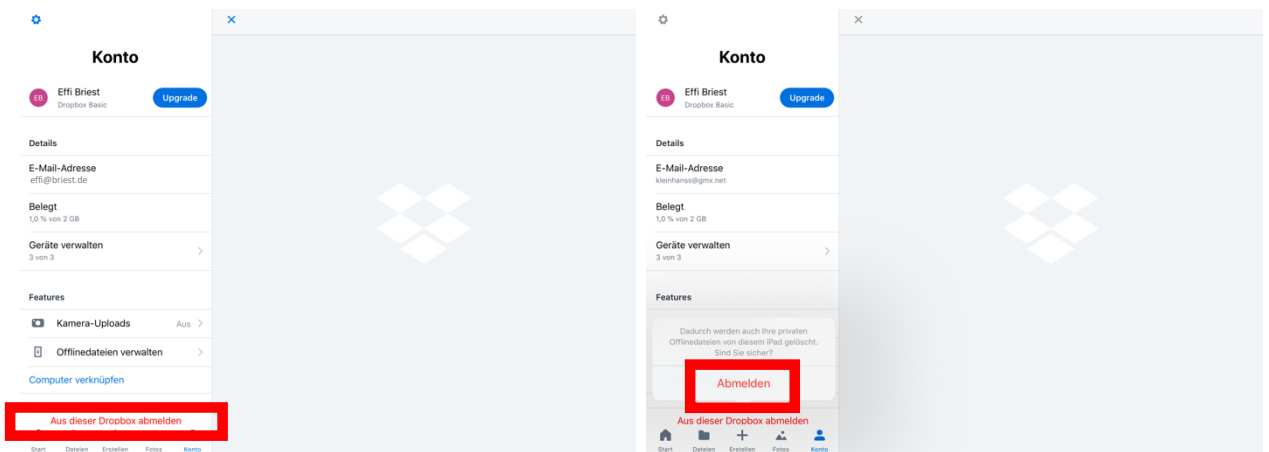 Konto
EB
Effi Briest
Dropbox Basic
Upgrade
Details
E-Mail-Adresse
effi@briest.de
Belegt
1,0 % von 2 GB
Geräte verwalten
3 von 3
Features
Kamera-Uploads
Aus
Offlinedateien verwalten
Computer verknüpfen
Aus dieser Dropbox abmelden
Start Dateien Erstellen Fotos Konto
Konto
EB
Effi Briest
Dropbox Basic
Upgrade
Details
E-Mail-Adresse
kleinhanss@gmx.net
Belegt
1,0 % von 2 GB
Geräte verwalten
3 von 3
Features
Dadurch werden auch Ihre privaten
Offlinedateien von diesem iPad gelöscht.
Sind Sie sicher?
Abmelden
Aus dieser Dropbox abmelden
Start Dateien Erstellen Fotos Konto